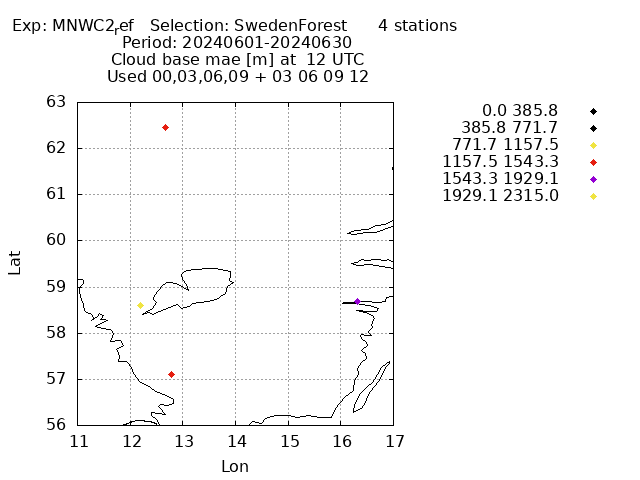 Exp: MNWC2ref Selection: SwedenForest 4 stations
Period: 20240601-20240630
Cloud base mae [m] at 12 UTC
Used 00,03,06,09 + 03 06 09 12
0.0 385.8
385.8 771.7
771.7 1157.5
1157.5 1543.3
1543.3 1929.1
1929.1 2315.0
63
62
61
60
59
58
57
56
Lat
11 12 13 14 15 16 17
Lon